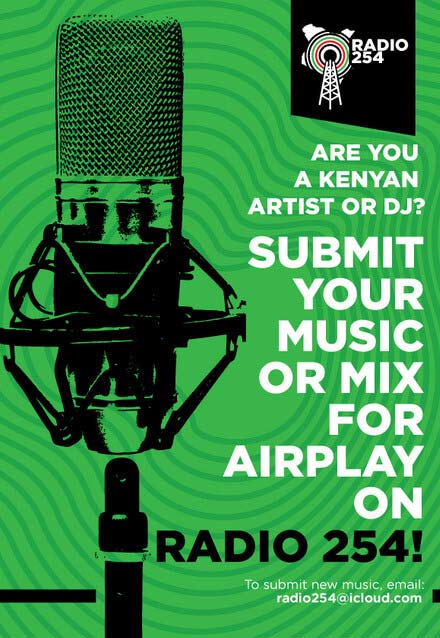 RADIO
254
ARE YOU
A KENYAN
ARTIST OR DJ?
SUBMIT
YOUR
MUSIC
OR MIX
FOR
AIRPLAY
ON
RADIO 254!
To submit new music, email:
radio254@icloud.com